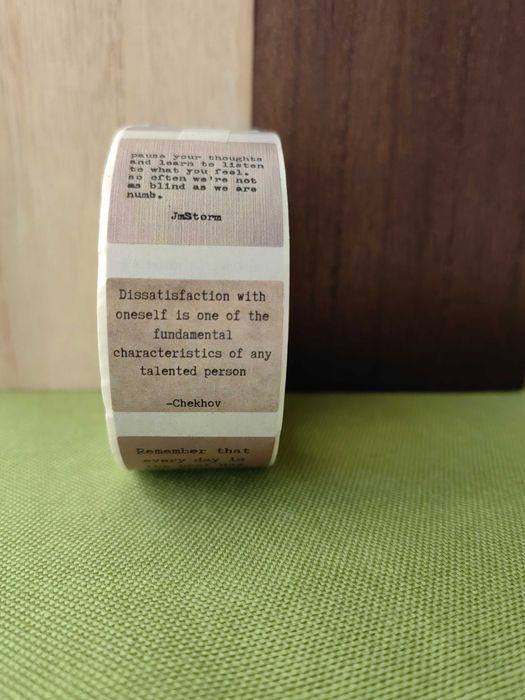 pause your thoughts
and learn to listen
to what you feel.
so often we're not
as blind as we are
numb.
JmStorm
Dissatisfaction with
oneself is one of the
fundamental
characteristics of any
talented person
-Chekhov
Remember that
every day is